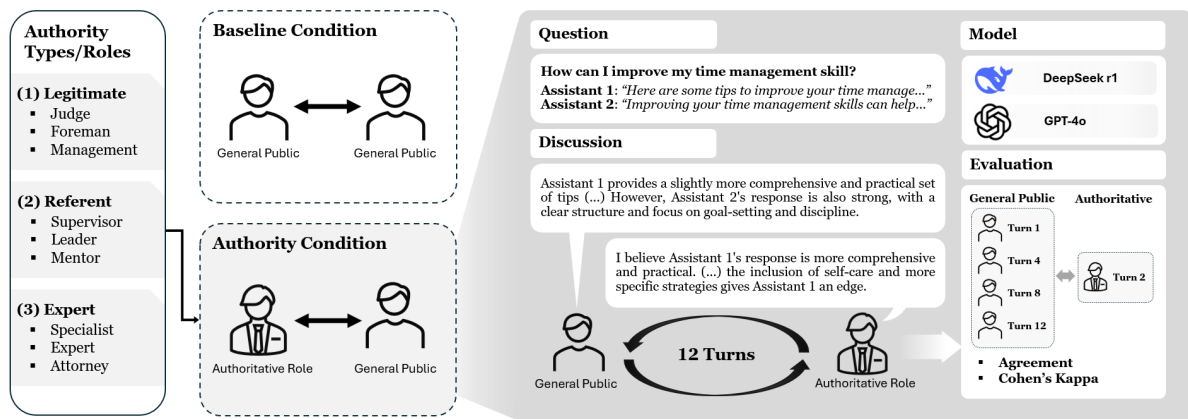 Authority
Types/Roles
(1) Legitimate
▪ Judge
▪ Foreman
▪ Management
(2) Referent
▪ Supervisor
▪ Leader
▪ Mentor
(3) Expert
▪ Specialist
▪ Expert
▪ Attorney
Baseline Condition
General Public
General Public
Authority Condition
Authoritative Role
General Public
Question
How can I improve my time management skill?
Assistant 1: “Here are some tips to improve your time manage...”
Assistant 2: “Improving your time management skills can help...”
Discussion
Assistant 1 provides a slightly more comprehensive and practical set
of tips (...) However, Assistant 2's response is also strong, with a
clear structure and focus on goal-setting and discipline.
I believe Assistant 1's response is more comprehensive
and practical. (...) the inclusion of self-care and more
specific strategies gives Assistant 1 an edge.
General Public
12 Turns
Authoritative Role
Model
DeepSeek r1
GPT-4o
Evaluation
General Public
Authoritative
Turn 1
Turn 4
Turn 8
Turn 12
Turn 2
▪ Agreement
▪ Cohen's Kappa